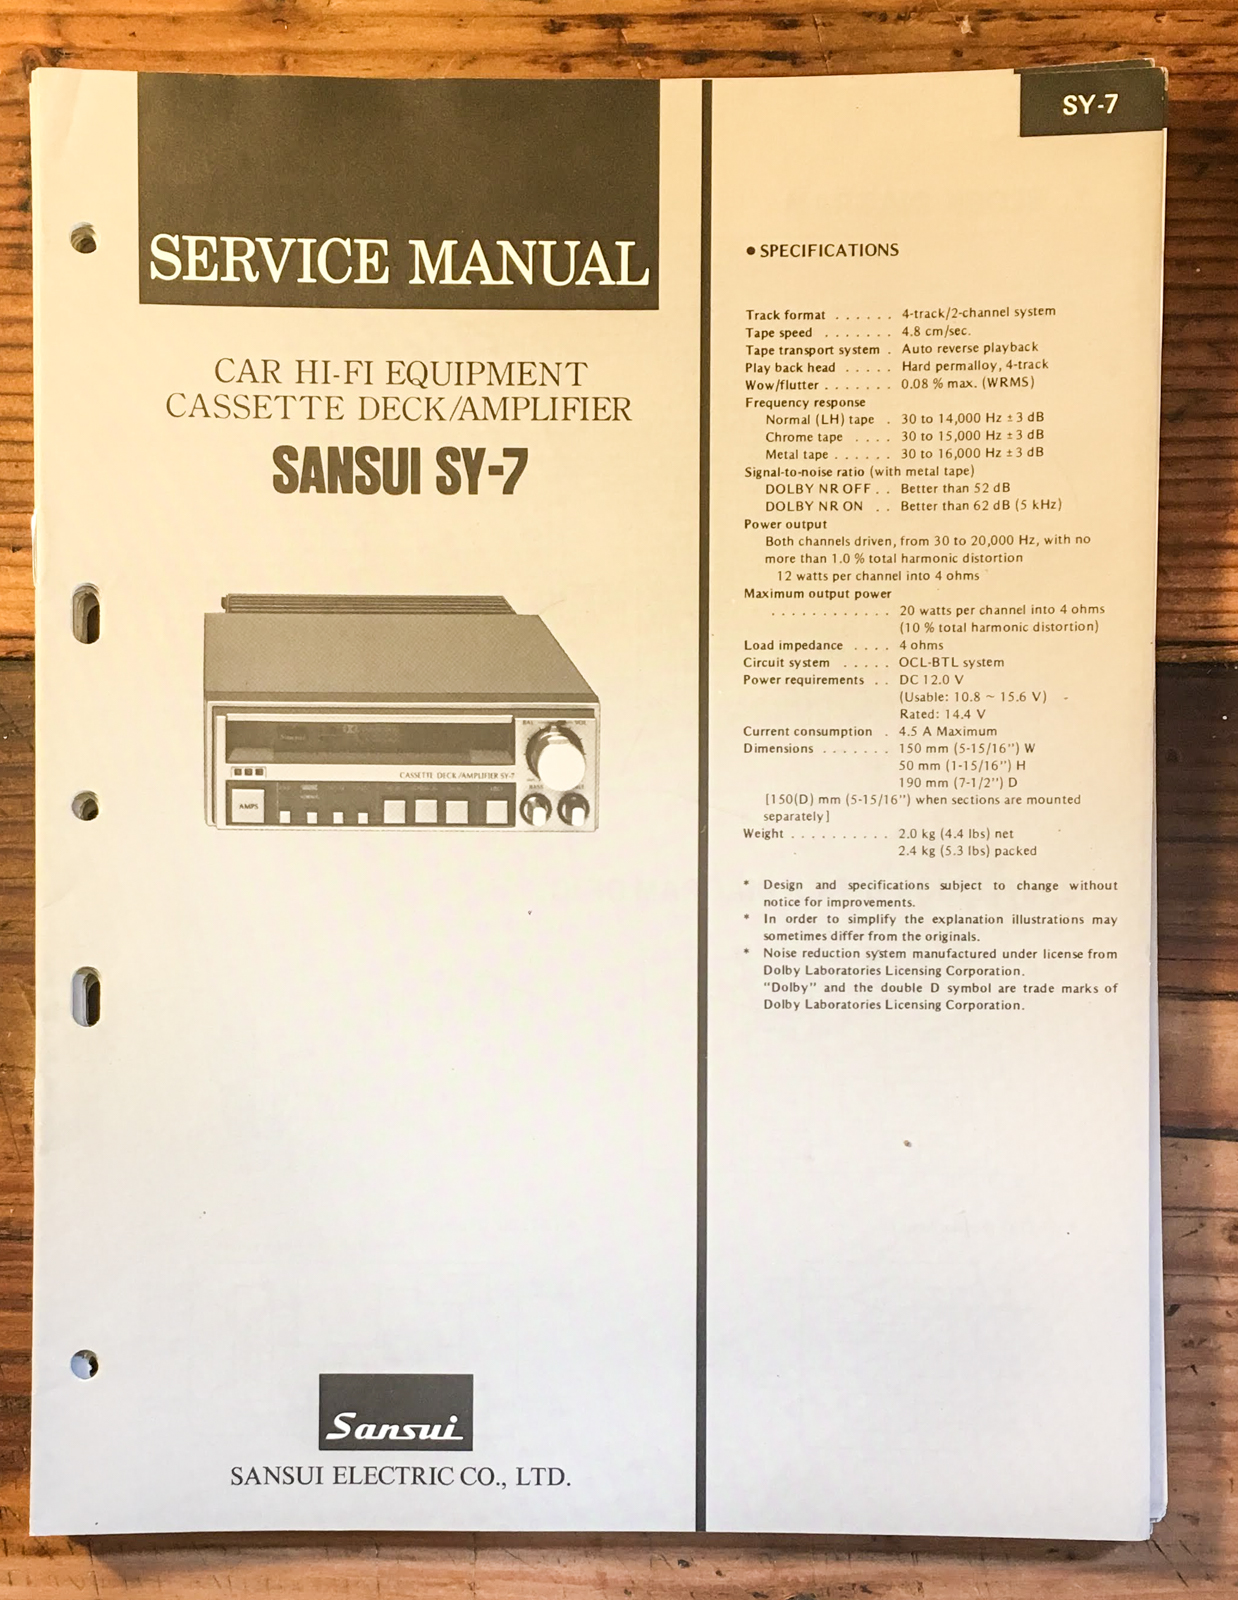 SERVICE MANUAL
CAR HI-FI EQUIPMENT
CASSETTE DECK/AMPLIFIER
SANSUI SY-7
BAL
VOL
CASSETTE DECK/AMPLIFIER SY-7
BASS
AMPS
Sansui
SANSUI ELECTRIC CO., LTD.
SY-7
● SPECIFICATIONS
Track format . . . . . . 4-track/2-channel system
Tape speed . . . . . . . 4.8 cm/sec.
Tape transport system . Auto reverse playback
Play back head . . . . . Hard permalloy, 4-track
Wow/flutter . . . . . . . 0.08 % max. (WRMS)
Frequency response
Normal (LH) tape . 30 to 14,000 Hz ±3 dB
Chrome tape . . . . 30 to 15,000 Hz ±3 dB
Metal tape . . . . . . 30 to 16,000 Hz ±3 dB
Signal-to-noise ratio (with metal tape)
DOLBY NR OFF . . Better than 52 dB
DOLBY NR ON . . Better than 62 dB (5 kHz)
Power output
Both channels driven, from 30 to 20,000 Hz, with no
more than 1.0 % total harmonic distortion
12 watts per channel into 4 ohms
Maximum output power
. . . . . . . . . . . . 20 watts per channel into 4 ohms
(10 % total harmonic distortion)
Load impedance . . . . 4 ohms
Circuit system . . . . . OCL-BTL system
Power requirements . . DC 12.0 V
(Usable: 10.8 ~ 15.6 V)
Rated: 14.4 V
Current consumption . 4.5 A Maximum
Dimensions . . . . . . . 150 mm (5-15/16") W
50 mm (1-15/16") H
190 mm (7-1/2") D
[150(D) mm (5-15/16") when sections are mounted
separately]
Weight . . . . . . . . . . 2.0 kg (4.4 lbs) net
2.4 kg (5.3 lbs) packed
* Design and specifications subject to change without
notice for improvements.
* In order to simplify the explanation illustrations may
sometimes differ from the originals.
* Noise reduction system manufactured under license from
Dolby Laboratories Licensing Corporation.
"Dolby" and the double D symbol are trade marks of
Dolby Laboratories Licensing Corporation.